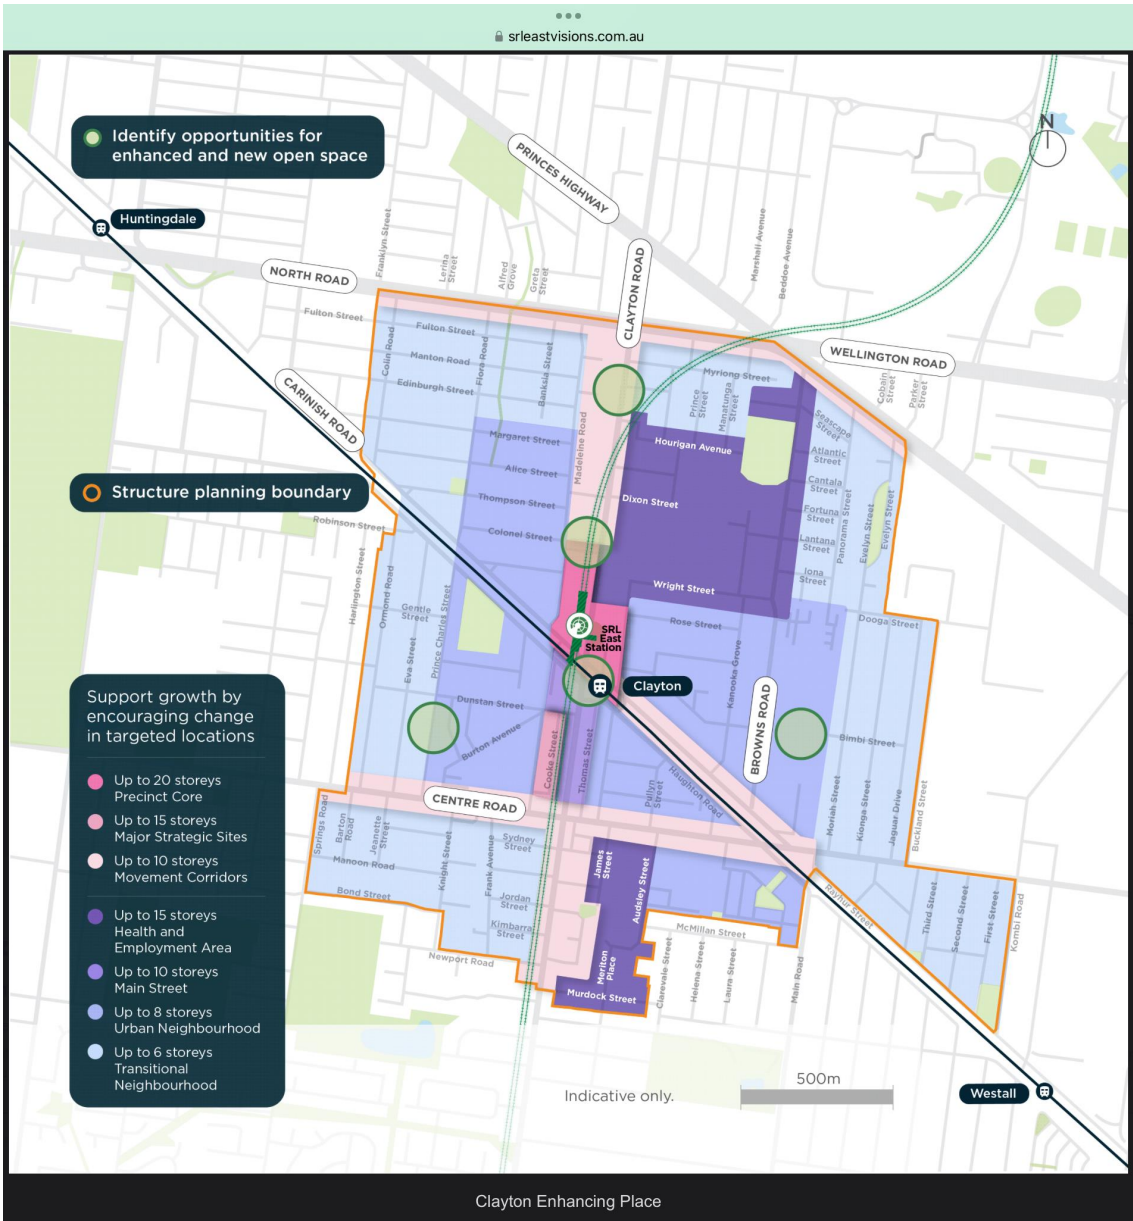 srleastvisions.com.au
Identify opportunities for
enhanced and new open space
N
PRINCES HIGHWAY
Huntingdale
Franklyn Street
Lerina
Street
Alfred
Grove
Greta
Street
CLAYTON ROAD
Marshall Avenue
Beddoe Avenue
NORTH ROAD
Fulton Street
Fulton Street
Colin Road
Manton Road
Flora Road
Edinburgh Street
Banksia Street
WELLINGTON ROAD
Myriong Street
Prince
Street
Manatunga
Street
Cobain
Street
Parker
Street
CARINISH ROAD
Margaret Street
Madeleine Road
Hourigan Avenue
Seascape
Street
Atlantic
Street
Alice Street
Cantala
Street
Structure planning boundary
Thompson Street
Dixon Street
Fortuna
Street
Panorama Street
Evelyn Street
Evelyn Street
Robinson Street
Colonel Street
Lantana
Street
Iona
Street
Harlington Street
Ormond Road
Wright Street
Gentle
Street
Prince Charles Street
Rose Street
Dooga Street
SRL
East
Station
Eva Street
Kanooka Grove
Clayton
Dunstan Street
Burton Avenue
BROWNS ROAD
Bimbi Street
Cooke Street
Thomas Street
Haughton Road
Pullyn
Street
CENTRE ROAD
Moriah Street
Kionga Street
Jaguar Drive
Buckland Street
Springs Road
Barton
Road
Jeanette
Street
Sydney
Street
Manoon Road
Knight Street
Frank Avenue
James
Street
Audsley Street
Bond Street
Jordan
Street
Kimbarra
Street
McMillan Street
Rayhur Street
Third Street
Second Street
First Street
Kombi Road
Newport Road
Meriton
Place
Murdock Street
Clarevale Street
Helena Street
Laura Street
Main Road
Support growth by
encouraging change
in targeted locations
Up to 20 storeys
Precinct Core
Up to 15 storeys
Major Strategic Sites
Up to 10 storeys
Movement Corridors
Up to 15 storeys
Health and
Employment Area
Up to 10 storeys
Main Street
Up to 8 storeys
Urban Neighbourhood
Up to 6 storeys
Transitional
Neighbourhood
Indicative only.
500m
Westall
Clayton Enhancing Place